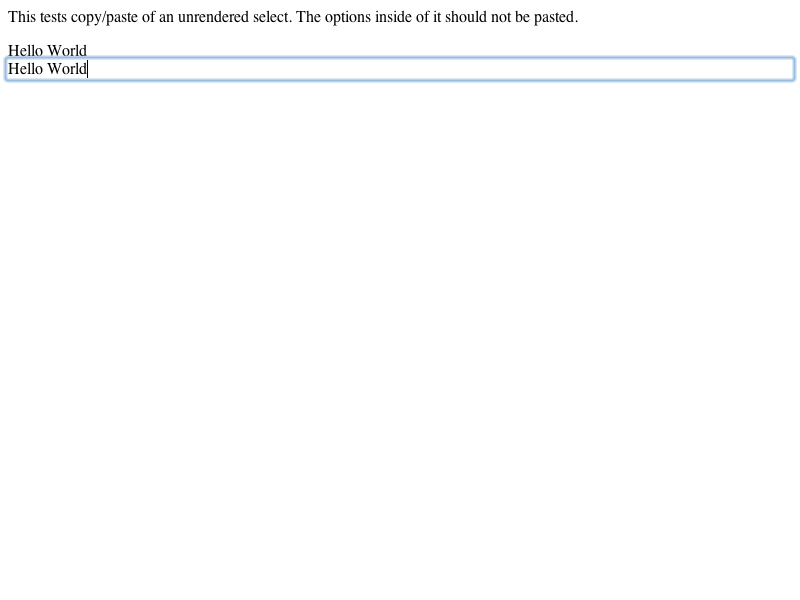 This tests copy/paste of an unrendered select. The options inside of it should not be pasted.
Hello World
Hello World